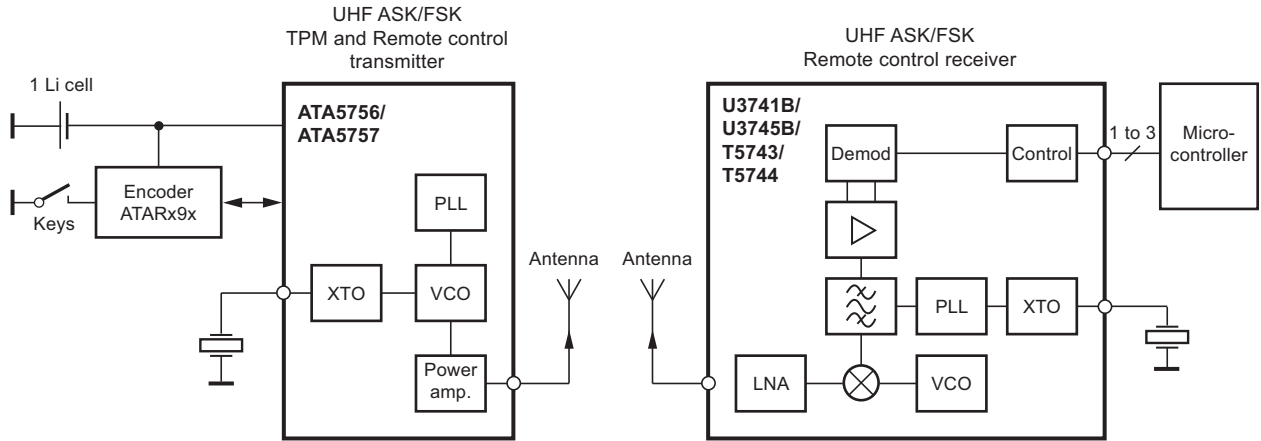 UHF ASK/FSK
TPM and Remote control
transmitter
1 Li cell
ATA5756/
ATA5757
Encoder
ATARx9x
Keys
PLL
XTO
VCO
Power
amp.
Antenna
Antenna
UHF ASK/FSK
Remote control receiver
U3741B/
U3745B/
T5743/
T5744
Demod
Control
1 to 3
Micro-
controller
PLL
XTO
LNA
VCO